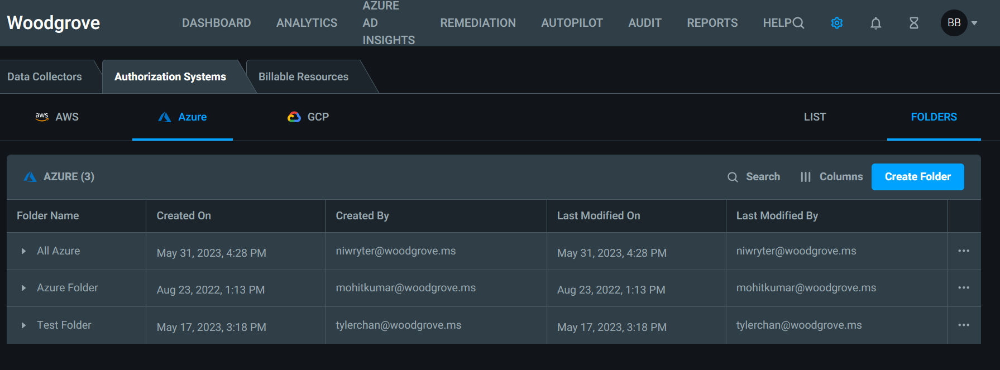 Woodgrove
DASHBOARD ANALYTICS AZURE AD INSIGHTS REMEDIATION AUTOPILOT AUDIT REPORTS HELP BB
Data Collectors Authorization Systems Billable Resources
aws AWS Azure GCP LIST FOLDERS
AZURE (3) Search Columns Create Folder
Folder Name Created On Created By Last Modified On Last Modified By
All Azure May 31, 2023, 4:28 PM niwryter@woodgrove.ms May 31, 2023, 4:28 PM niwryter@woodgrove.ms
Azure Folder Aug 23, 2022, 1:13 PM mohitkumar@woodgrove.ms Aug 23, 2022, 1:13 PM mohitkumar@woodgrove.ms
Test Folder May 17, 2023, 3:18 PM tylerchan@woodgrove.ms May 17, 2023, 3:18 PM tylerchan@woodgrove.ms